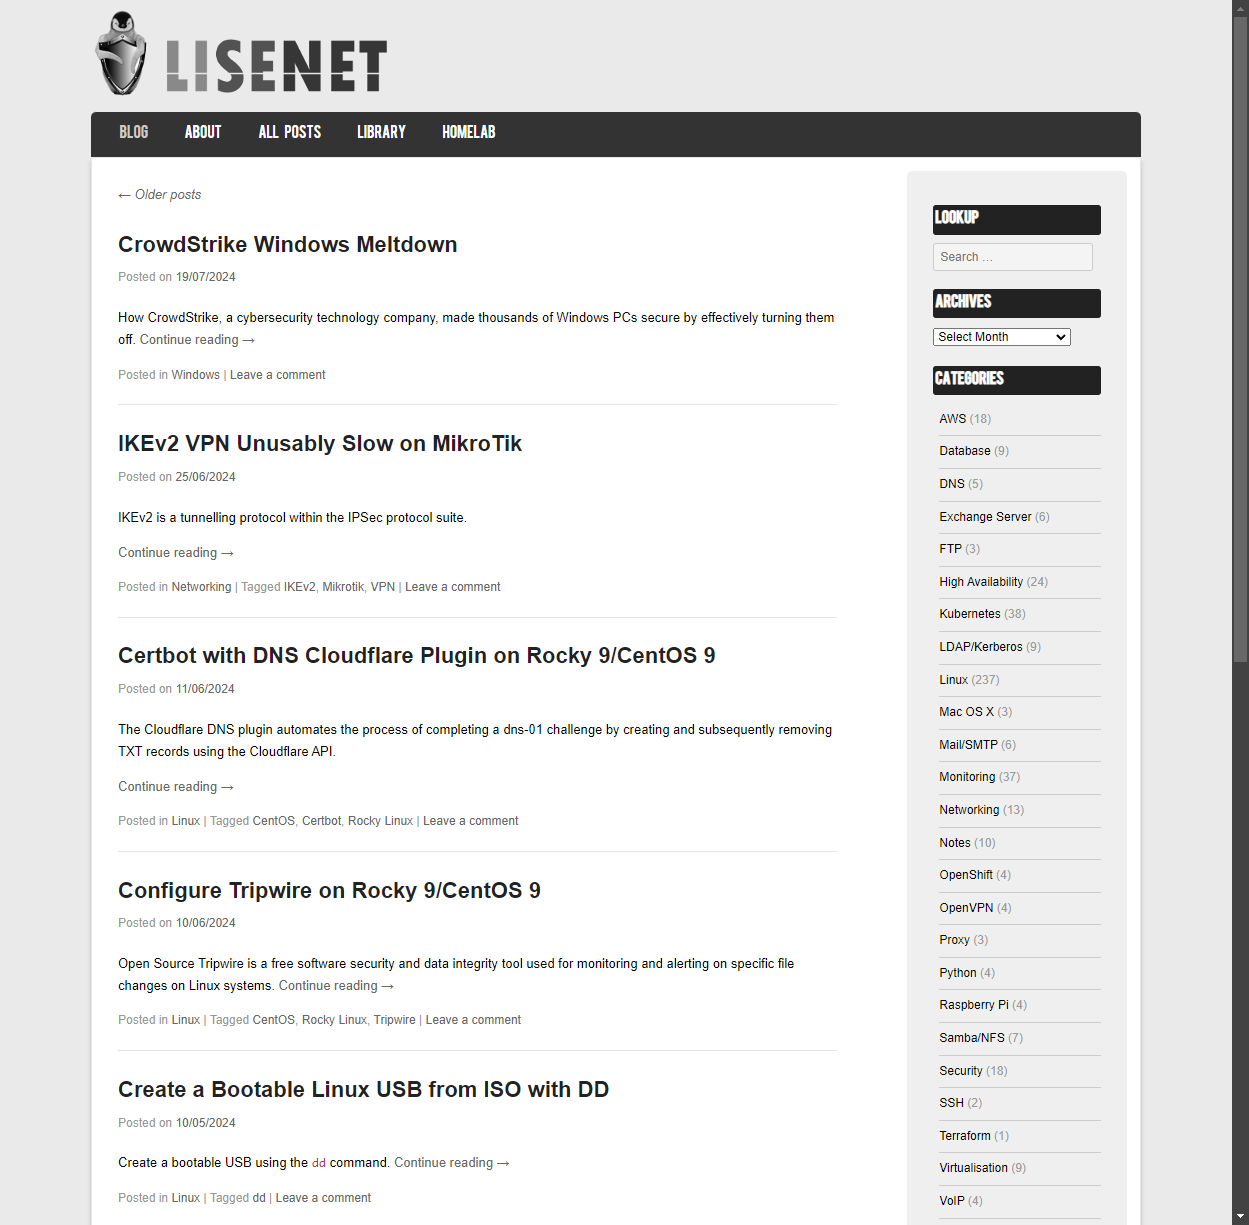 LISENET
BLOG ABOUT ALL POSTS LIBRARY HOMELAB
← Older posts
CrowdStrike Windows Meltdown
Posted on 19/07/2024
How CrowdStrike, a cybersecurity technology company, made thousands of Windows PCs secure by effectively turning them
off. Continue reading →
Posted in Windows | Leave a comment
IKEv2 VPN Unusably Slow on MikroTik
Posted on 25/06/2024
IKEv2 is a tunnelling protocol within the IPSec protocol suite.
Continue reading →
Posted in Networking | Tagged IKEv2, Mikrotik, VPN | Leave a comment
Certbot with DNS Cloudflare Plugin on Rocky 9/CentOS 9
Posted on 11/06/2024
The Cloudflare DNS plugin automates the process of completing a dns-01 challenge by creating and subsequently removing
TXT records using the Cloudflare API.
Continue reading →
Posted in Linux | Tagged CentOS, Certbot, Rocky Linux | Leave a comment
Configure Tripwire on Rocky 9/CentOS 9
Posted on 10/06/2024
Open Source Tripwire is a free software security and data integrity tool used for monitoring and alerting on specific file
changes on Linux systems. Continue reading →
Posted in Linux | Tagged CentOS, Rocky Linux, Tripwire | Leave a comment
Create a Bootable Linux USB from ISO with DD
Posted on 10/05/2024
Create a bootable USB using the dd command. Continue reading →
Posted in Linux | Tagged dd | Leave a comment
LOOKUP
Search …
ARCHIVES
Select Month
CATEGORIES
AWS (18)
Database (9)
DNS (5)
Exchange Server (6)
FTP (3)
High Availability (24)
Kubernetes (38)
LDAP/Kerberos (9)
Linux (237)
Mac OS X (3)
Mail/SMTP (6)
Monitoring (37)
Networking (13)
Notes (10)
OpenShift (4)
OpenVPN (4)
Proxy (3)
Python (4)
Raspberry Pi (4)
Samba/NFS (7)
Security (18)
SSH (2)
Terraform (1)
Virtualisation (9)
VoIP (4)